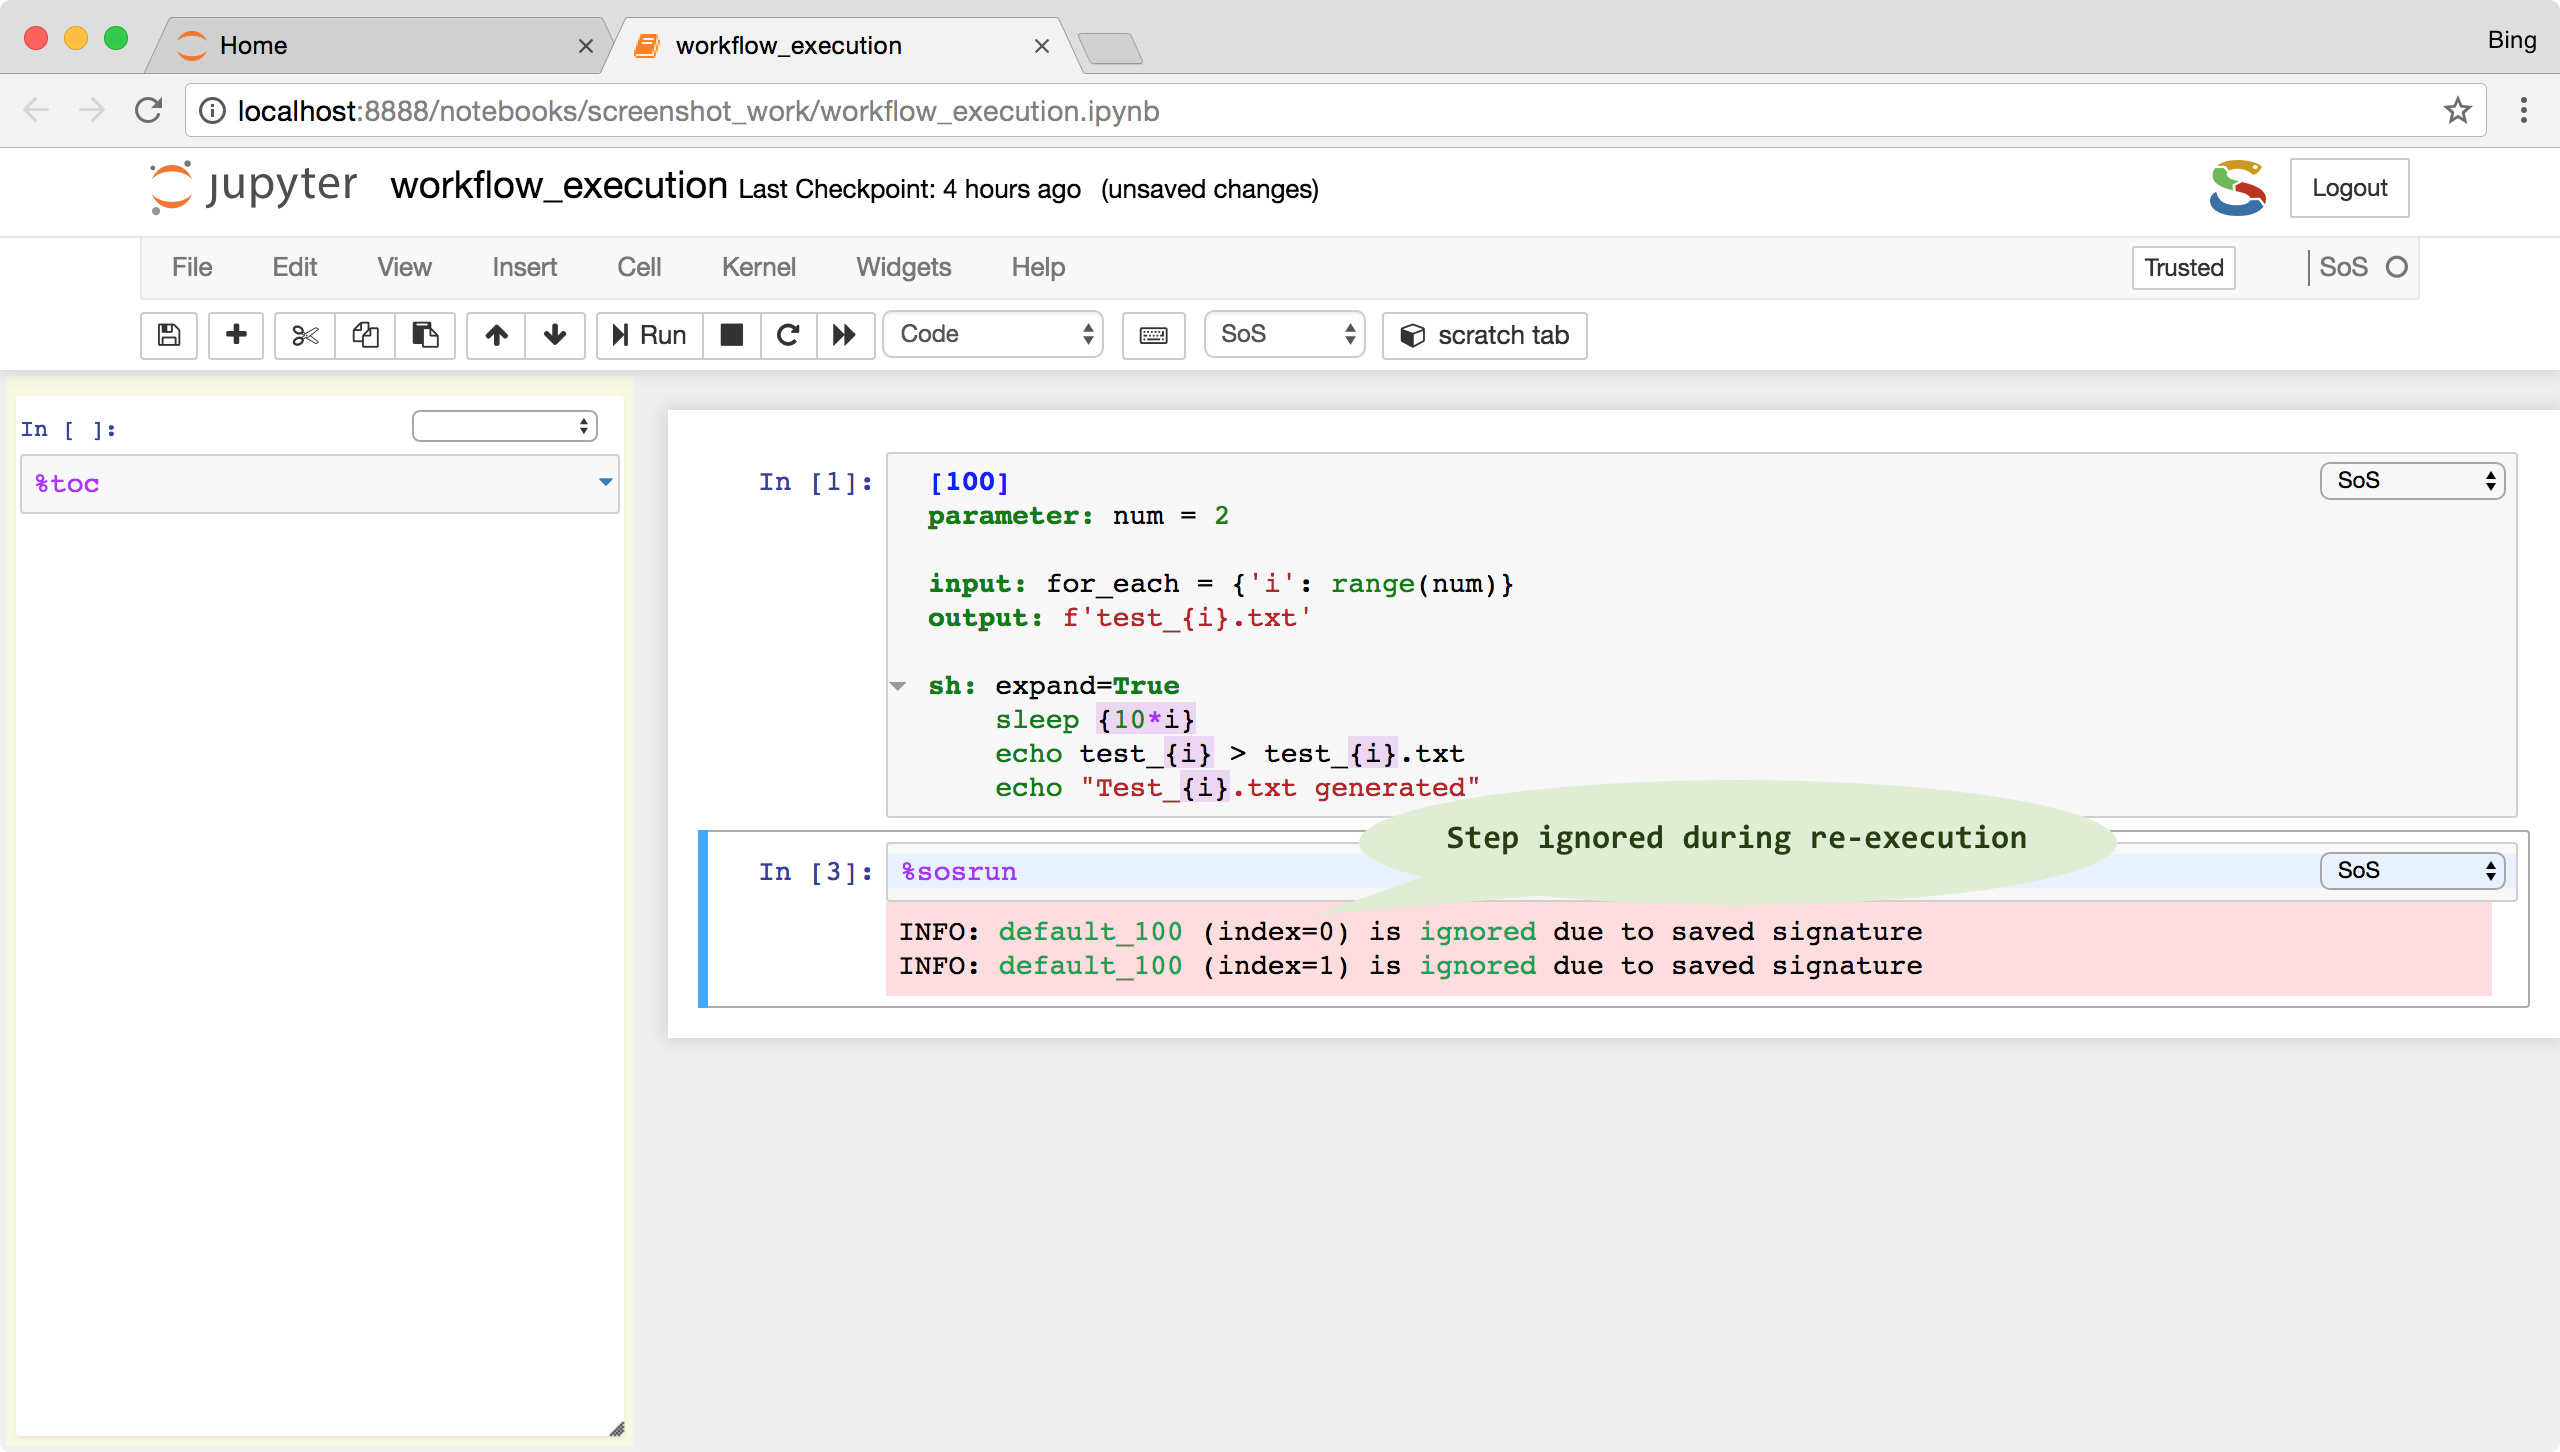 Home
workflow_execution
Bing
localhost:8888/notebooks/screenshot_work/workflow_execution.ipynb
jupyter workflow_execution Last Checkpoint: 4 hours ago (unsaved changes)
Logout
File Edit View Insert Cell Kernel Widgets Help
Trusted
SoS
Run
Code
SoS
scratch tab
In [ ]:
%toc
In [1]:
[100]
SoS
parameter: num = 2
input: for_each = {'i': range(num)}
output: f'test_{i}.txt'
sh: expand=True
sleep {10*i}
echo test_{i} > test_{i}.txt
echo "Test_{i}.txt generated"
Step ignored during re-execution
In [3]:
%sosrun
SoS
INFO: default_100 (index=0) is ignored due to saved signature
INFO: default_100 (index=1) is ignored due to saved signature